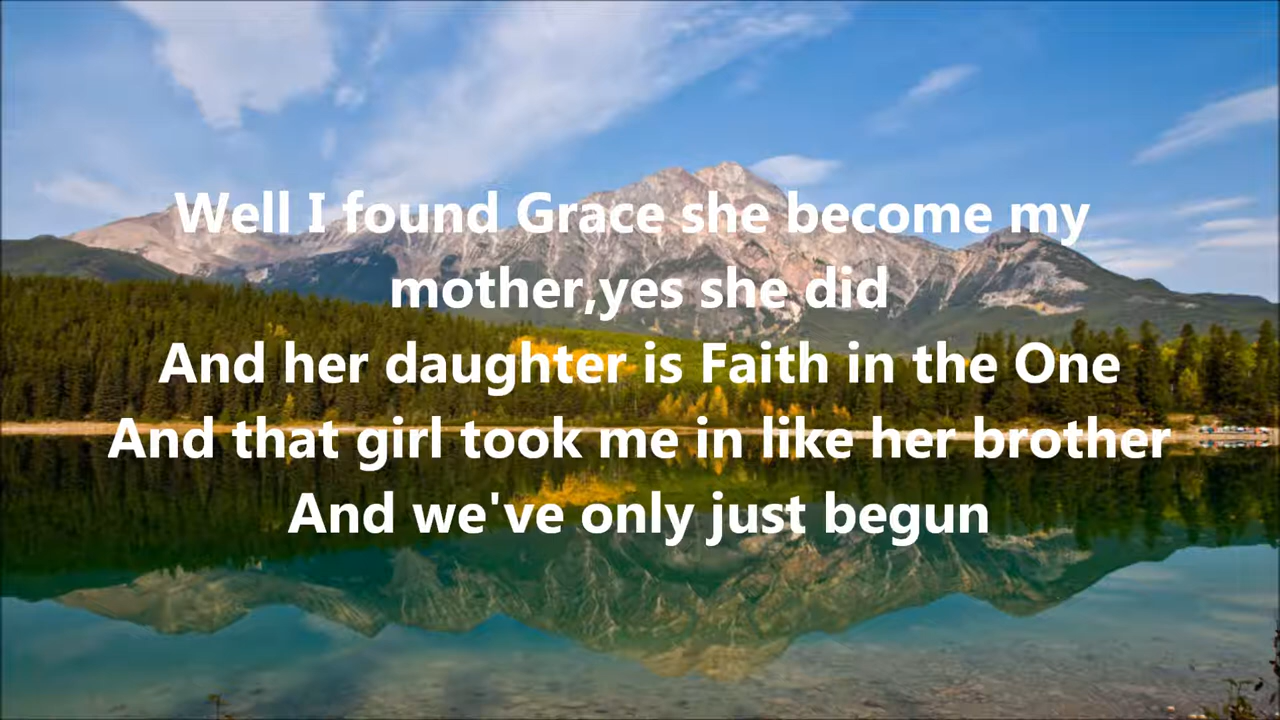 Well I found Grace she become my
mother,yes she did
And her daughter is Faith in the One
And that girl took me in like her brother
And we've only just begun